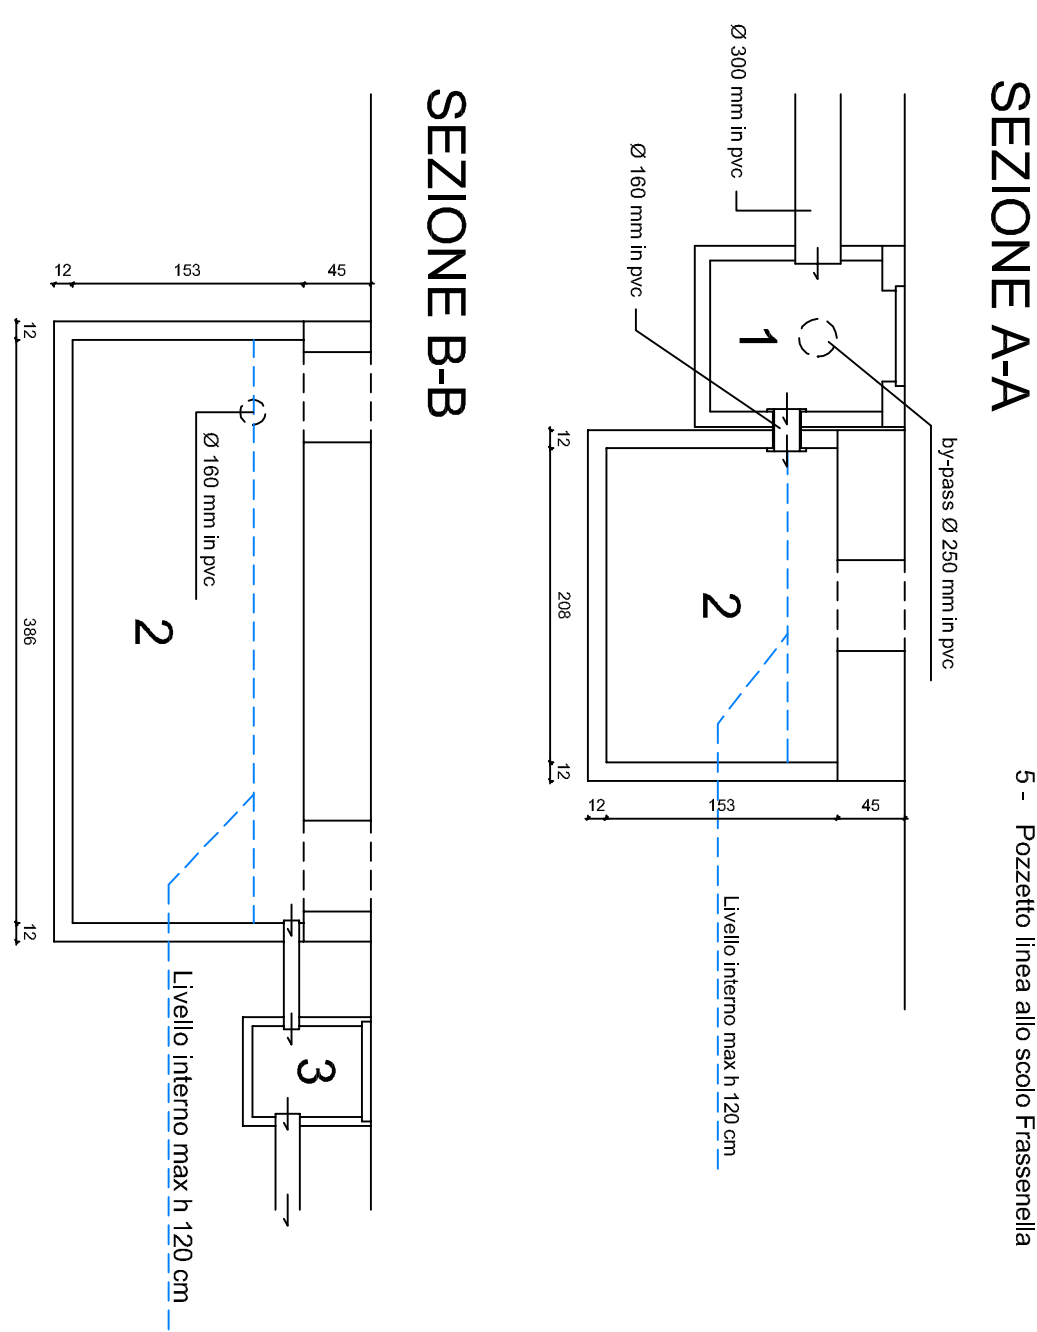 SEZIONE A-A
Ø 300 mm in pvc
Ø 160 mm in pvc
by-pass Ø 250 mm in pvc
1
2
12
208
12
12
153
45
Livello interno max h 120 cm
5 - Pozzetto linea allo scolo Frassenella
SEZIONE B-B
12
153
45
12
386
12
Ø 160 mm in pvc
2
3
Livello interno max h 120 cm